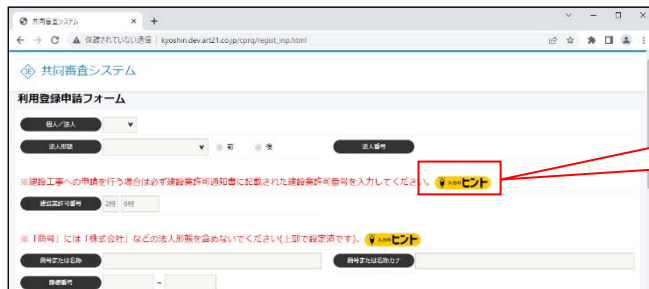 共同審査システム × +
保護されていない通信 | kyoshin.dev.art21.co.jp/cprq/regist_inp.html
共同審査システム
利用登録申請フォーム
個人/法人
法人形態 前 後 法人番号
※建設工事への申請を行う場合は必ず建設業許可通知書に記載された建設業許可番号を入力してください。 入力のヒント
建設業許可番号 2桁 6桁
※「商号」には「株式会社」などの法人形態を含めないでください(上部で設定済です)。 入力のヒント
商号または名称 商号または名称カナ
郵便番号 -